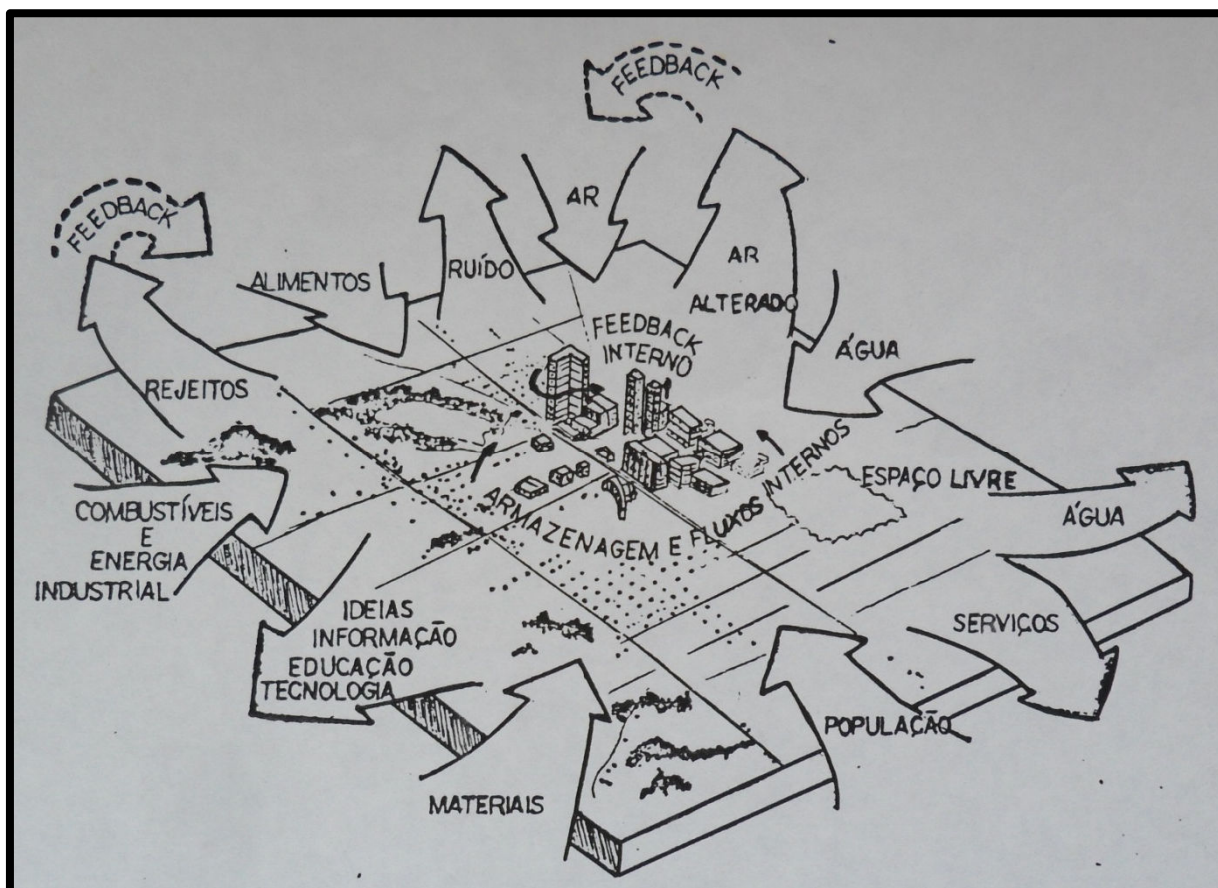 FEEDBACK
FEEDBACK
AR
RUÍDO
ALIMENTOS
AR
ALTERADO
ÁGUA
REJEITOS
FEEDBACK
INTERNO
COMBUSTÍVEIS
E
ENERGIA
INDUSTRIAL
ARMAZENAGEM E FLUXOS INTERNOS
ESPAÇO LIVRE
ÁGUA
IDEIAS
INFORMAÇÃO
EDUCAÇÃO
TECNOLOGIA
SERVIÇOS
POPULAÇÃO
MATERIAIS